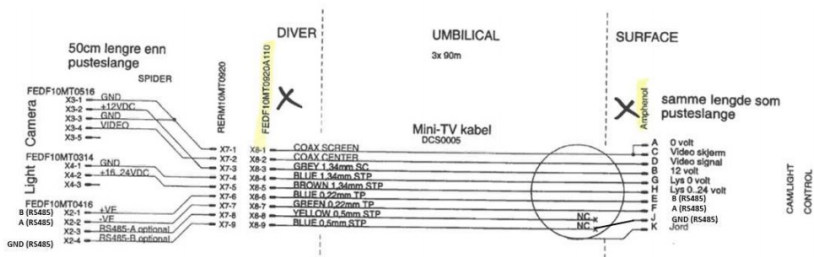 DIVER
UMBILICAL
SURFACE
3x 90m
50cm lengre enn
pusteslange
SPIDER
FEDF10MT0516
Camera
X3-1 GND
X3-2 +12VDC
X3-3 GND
X3-4 VIDEO
X3-5
FEDF10MT0314
Light
X4-1 GND
X4-2 +16..24VDC
X4-3
FEDF10MT0416
B (RS485) X2-1 +VE
A (RS485) X2-2 -VE
X2-3 RS485-A optional
GND (RS485) X2-4 RS485-B optional
RERM10MT0920
FEDF10MT0920A110
X7-1 X8-1 COAX SCREEN
X7-2 X8-2 COAX CENTER
X7-3 X8-3 GREY 1,34mm SC
X7-4 X8-4 BLUE 1,34mm STP
X7-5 X8-5 BROWN 1,34mm STP
X7-6 X8-6 BLUE 0,22mm TP
X7-7 X8-7 GREEN 0,22mm TP
X7-8 X8-8 YELLOW 0,5mm STP
X7-9 X8-9 BLUE 0,5mm STP
Mini-TV kabel
DCS0005
NC
NC
Amphenol
samme lengde som
pusteslange
A 0 volt
C Video skjerm
D Video signal
B 12 volt
G Lys 0 volt
H Lys 0..24 volt
E B (RS485)
F A (RS485)
J GND (RS485)
K Jord
CAM/LIGHT
CONTROL